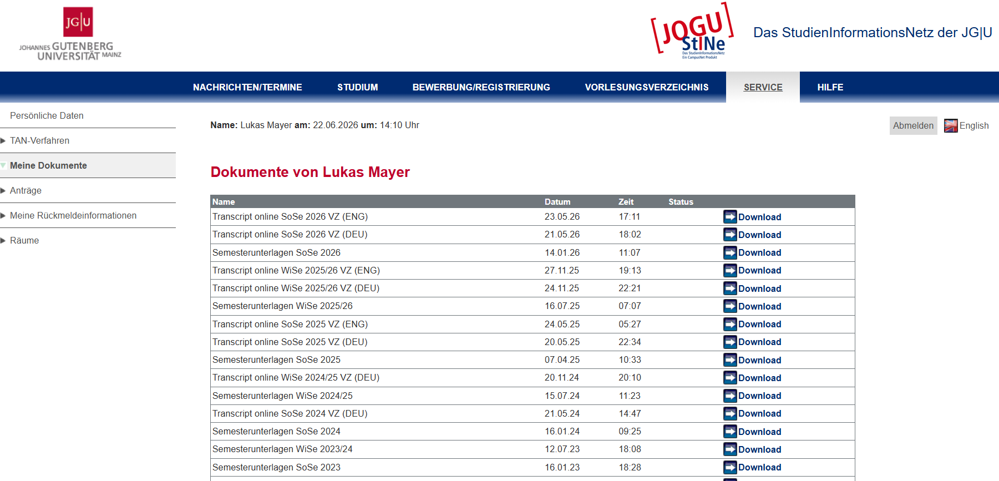 JG|U
JOHANNES GUTENBERG
UNIVERSITÄT MAINZ
[JOGU]
StINe
Das StudienInformationsNetz
Ein CampusNet Produkt
Das StudienInformationsNetz der JG|U
NACHRICHTEN/TERMINE STUDIUM BEWERBUNG/REGISTRIERUNG VORLESUNGSVERZEICHNIS SERVICE HILFE
Persönliche Daten
TAN-Verfahren
Meine Dokumente
Anträge
Meine Rückmeldeinformationen
Räume
Name: Lukas Mayer am: 22.06.2026 um: 14:10 Uhr
Abmelden English
Dokumente von Lukas Mayer
Name Datum Zeit Status
Transcript online SoSe 2026 VZ (ENG) 23.05.26 17:11 Download
Transcript online SoSe 2026 VZ (DEU) 21.05.26 18:02 Download
Semesterunterlagen SoSe 2026 14.01.26 11:07 Download
Transcript online WiSe 2025/26 VZ (ENG) 27.11.25 19:13 Download
Transcript online WiSe 2025/26 VZ (DEU) 24.11.25 22:21 Download
Semesterunterlagen WiSe 2025/26 16.07.25 07:07 Download
Transcript online SoSe 2025 VZ (ENG) 24.05.25 05:27 Download
Transcript online SoSe 2025 VZ (DEU) 20.05.25 22:34 Download
Semesterunterlagen SoSe 2025 07.04.25 10:33 Download
Transcript online WiSe 2024/25 VZ (DEU) 20.11.24 20:10 Download
Semesterunterlagen WiSe 2024/25 15.07.24 11:23 Download
Transcript online SoSe 2024 VZ (DEU) 21.05.24 14:47 Download
Semesterunterlagen SoSe 2024 16.01.24 09:25 Download
Semesterunterlagen WiSe 2023/24 12.07.23 18:08 Download
Semesterunterlagen SoSe 2023 16.01.23 18:28 Download